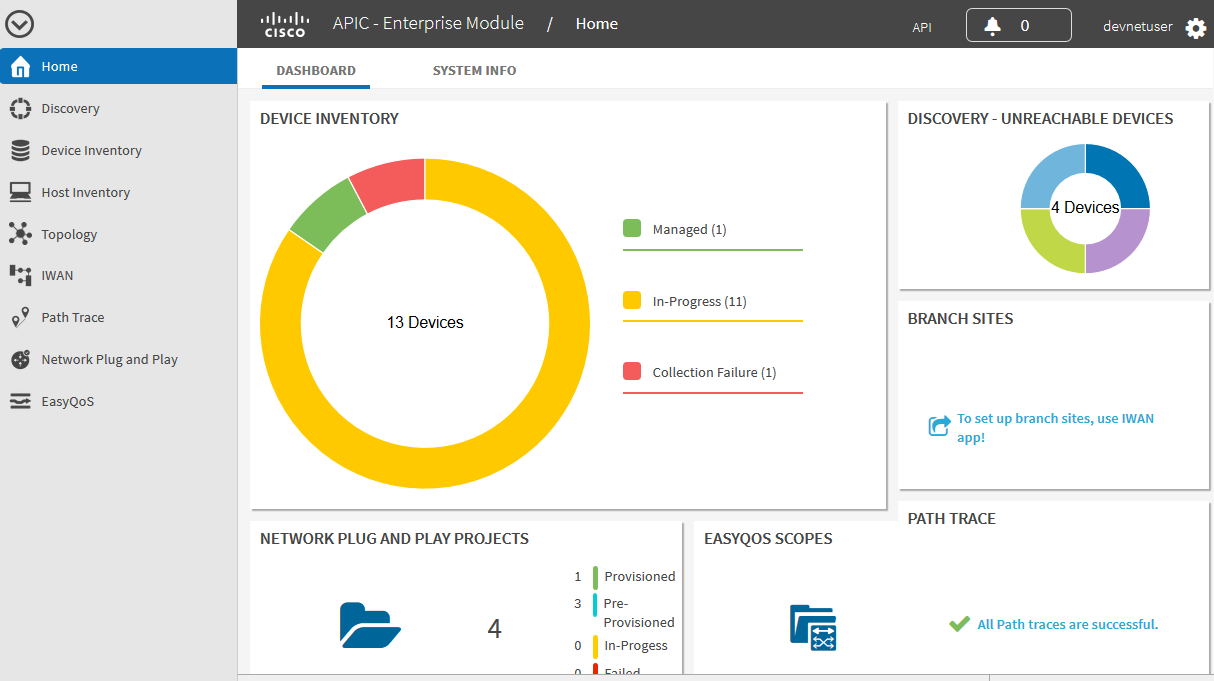 CISCO
APIC - Enterprise Module / Home
API
0
devnetuser
Home
Discovery
Device Inventory
Host Inventory
Topology
IWAN
Path Trace
Network Plug and Play
EasyQoS
DASHBOARD
SYSTEM INFO
DEVICE INVENTORY
13 Devices
Managed (1)
In-Progress (11)
Collection Failure (1)
DISCOVERY - UNREACHABLE DEVICES
4 Devices
BRANCH SITES
To set up branch sites, use IWAN
app!
NETWORK PLUG AND PLAY PROJECTS
4
1 Provisioned
3 Pre-
Provisioned
0 In-Progess
0 Failed
EASYQOS SCOPES
PATH TRACE
All Path traces are successful.